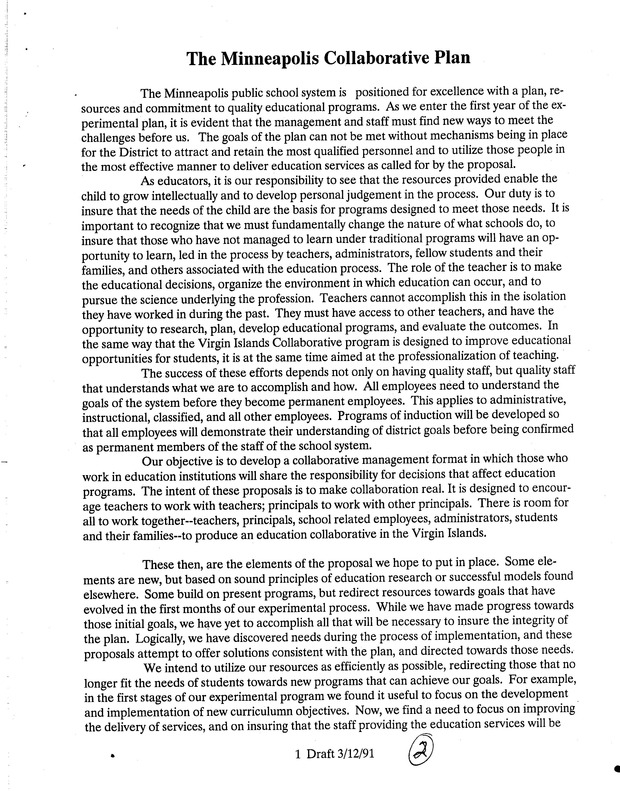 The Minneapolis Collaborative Plan
The Minneapolis public school system is positioned for excellence with a plan, re-
sources and commitment to quality educational programs. As we enter the first year of the ex-
perimental plan, it is evident that the management and staff must find new ways to meet the
challenges before us. The goals of the plan can not be met without mechanisms being in place
for the District to attract and retain the most qualified personnel and to utilize those people in
the most effective manner to deliver education services as called for by the proposal.
As educators, it is our responsibility to see that the resources provided enable the
child to grow intellectually and to develop personal judgement in the process. Our duty is to
insure that the needs of the child are the basis for programs designed to meet those needs. It is
important to recognize that we must fundamentally change the nature of what schools do, to
insure that those who have not managed to learn under traditional programs will have an op-
portunity to learn, led in the process by teachers, administrators, fellow students and their
families, and others associated with the education process. The role of the teacher is to make
the educational decisions, organize the environment in which education can occur, and to
pursue the science underlying the profession. Teachers cannot accomplish this in the isolation
they have worked in during the past. They must have access to other teachers, and have the
opportunity to research, plan, develop educational programs, and evaluate the outcomes. In
the same way that the Virgin Islands Collaborative program is designed to improve educational
opportunities for students, it is at the same time aimed at the professionalization of teaching.
The success of these efforts depends not only on having quality staff, but quality staff
that understands what we are to accomplish and how. All employees need to understand the
goals of the system before they become permanent employees. This applies to administrative,
instructional, classified, and all other employees. Programs of induction will be developed so
that all employees will demonstrate their understanding of district goals before being confirmed
as permanent members of the staff of the school system.
Our objective is to develop a collaborative management format in which those who
work in education institutions will share the responsibility for decisions that affect education
programs. The intent of these proposals is to make collaboration real. It is designed to encour-
age teachers to work with teachers; principals to work with other principals. There is room for
all to work together--teachers, principals, school related employees, administrators, students
and their families--to produce an education collaborative in the Virgin Islands.
These then, are the elements of the proposal we hope to put in place. Some ele-
ments are new, but based on sound principles of education research or successful models found
elsewhere. Some build on present programs, but redirect resources towards goals that have
evolved in the first months of our experimental process. While we have made progress towards
those initial goals, we have yet to accomplish all that will be necessary to insure the integrity of
the plan. Logically, we have discovered needs during the process of implementation, and these
proposals attempt to offer solutions consistent with the plan, and directed towards those needs.
We intend to utilize our resources as efficiently as possible, redirecting those that no
longer fit the needs of students towards new programs that can achieve our goals. For example,
in the first stages of our experimental program we found it useful to focus on the development
and implementation of new curriculumn objectives. Now, we find a need to focus on improving
the delivery of services, and on insuring that the staff providing the education services will be
1 Draft 3/12/91
2